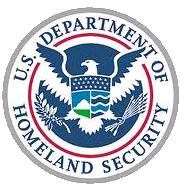 U.S. DEPARTMENT OF
HOMELAND SECURITY